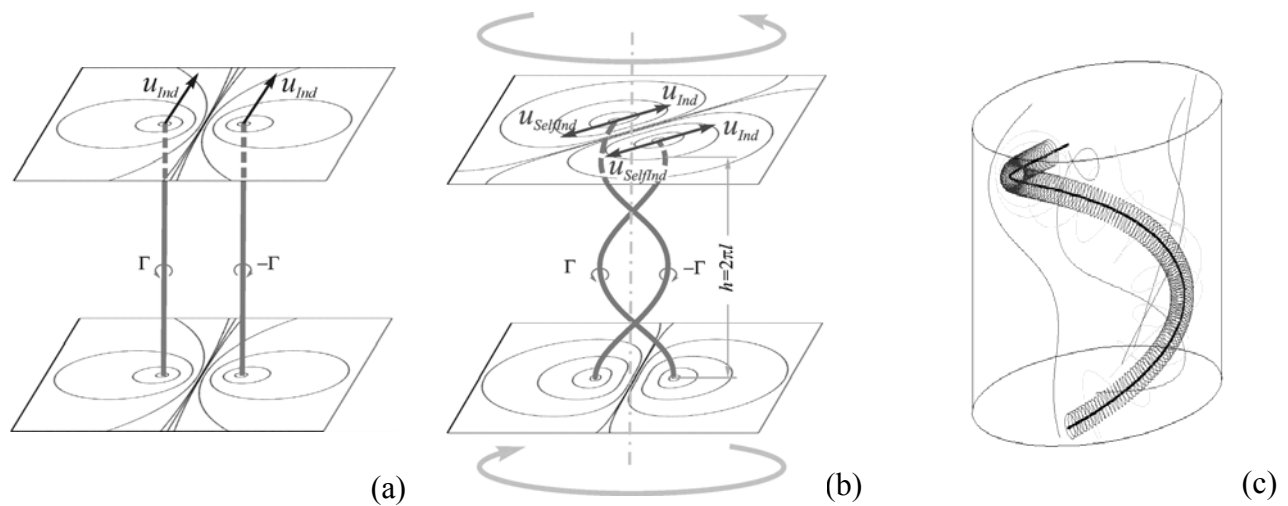 u_Ind u_Ind
Γ −Γ
(a)
u_Ind
u_SelfInd u_Ind
u_SelfInd
Γ −Γ
h=2πl
(b)
(c)